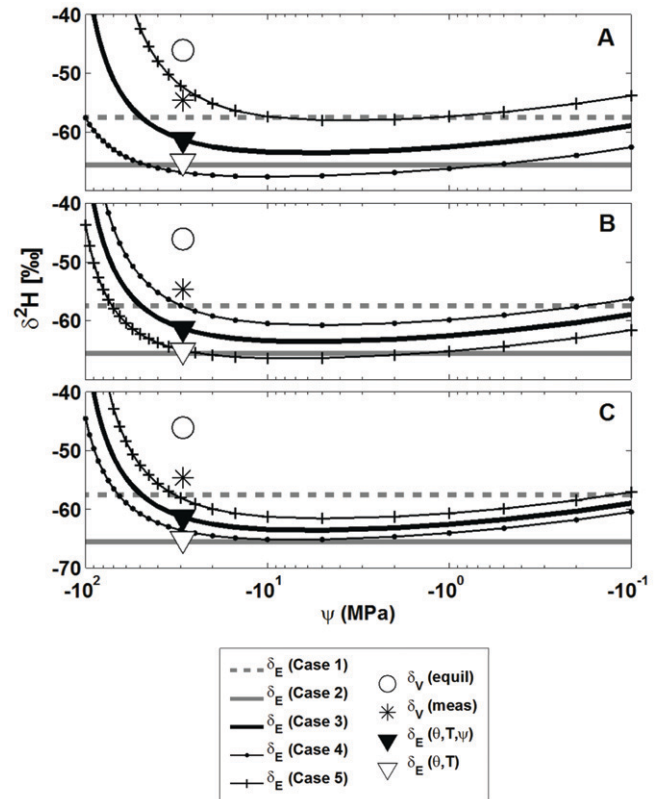 -40
-50
-60
A
-40
-50
-60
B
-40
-50
-60
-70
C
δ²H [‰]
-10² -10¹ -10⁰ -10⁻¹
ψ (MPa)
δE (Case 1)
δE (Case 2)
δE (Case 3)
δE (Case 4)
δE (Case 5)
δV (equil)
δV (meas)
δE (θ,T,ψ)
δE (θ,T)